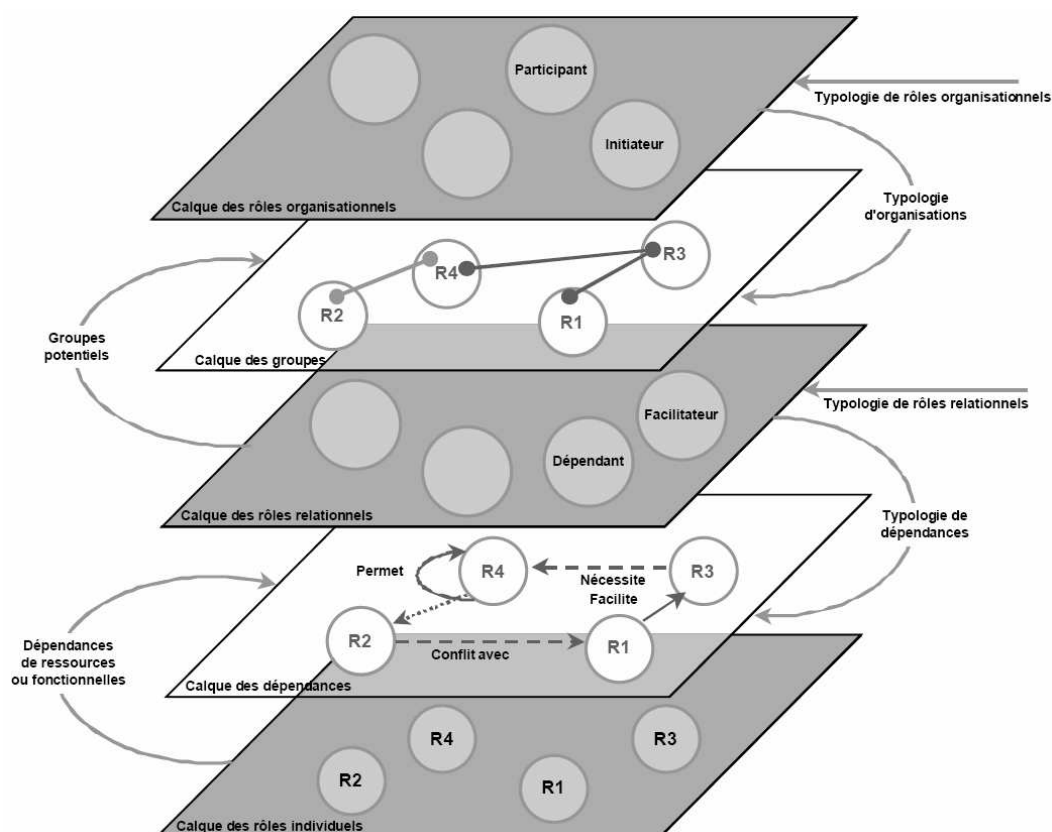 Participant
Typologie de rôles organisationnels
Initiateur
Calque des rôles organisationnels
Typologie
d'organisations
R3
R4
R2
R1
Groupes
potentiels
Calque des groupes
Typologie de rôles relationnels
Facilitateur
Dépendant
Calque des rôles relationnels
Typologie de
dépendances
Permet
R4
Nécessite
R3
Facilite
R2
R1
Conflit avec
Dépendances
de ressources
ou fonctionnelles
Calque des dépendances
R4
R3
R2
R1
Calque des rôles individuels